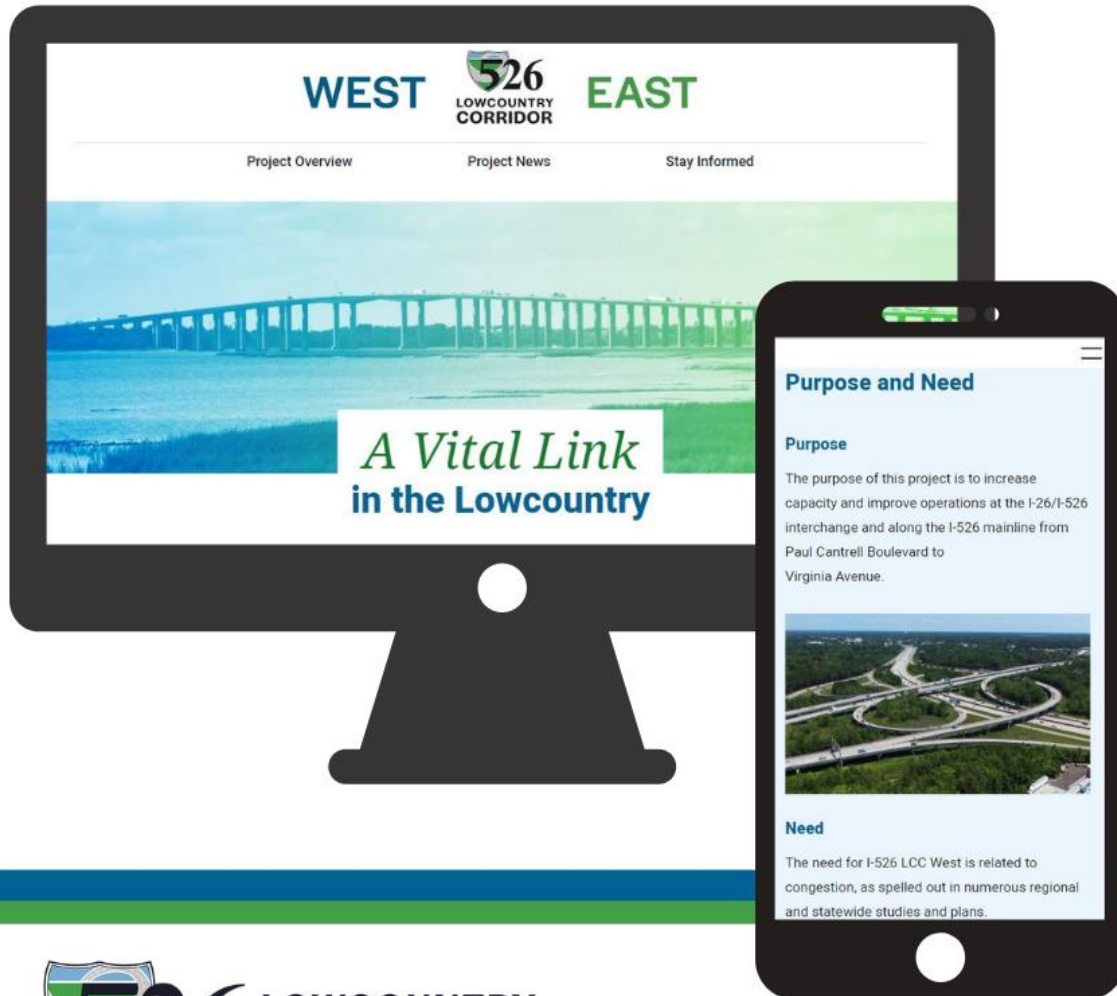 WEST
526
LOWCOUNTRY
CORRIDOR
EAST
Project Overview
Project News
Stay Informed
A Vital Link
in the Lowcountry
Purpose and Need
Purpose
The purpose of this project is to increase
capacity and improve operations at the I-26/I-526
interchange and along the I-526 mainline from
Paul Cantrell Boulevard to
Virginia Avenue.
Need
The need for I-526 LCC West is related to
congestion, as spelled out in numerous regional
and statewide studies and plans.
526 LOWCOUNTRY